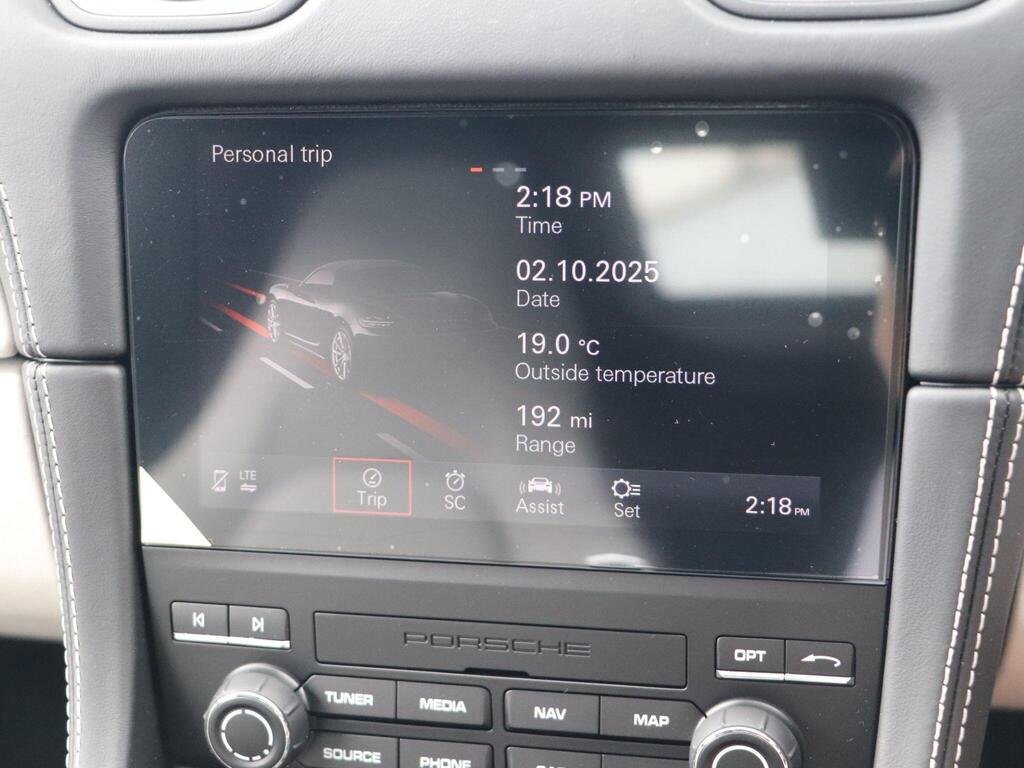 Personal trip
2:18 PM
Time
02.10.2025
Date
19.0 °C
Outside temperature
192 mi
Range
LTE
Trip
SC
Assist
Set
2:18 PM
PORSCHE
OPT
TUNER
MEDIA
NAV
MAP
SOURCE
PHONE